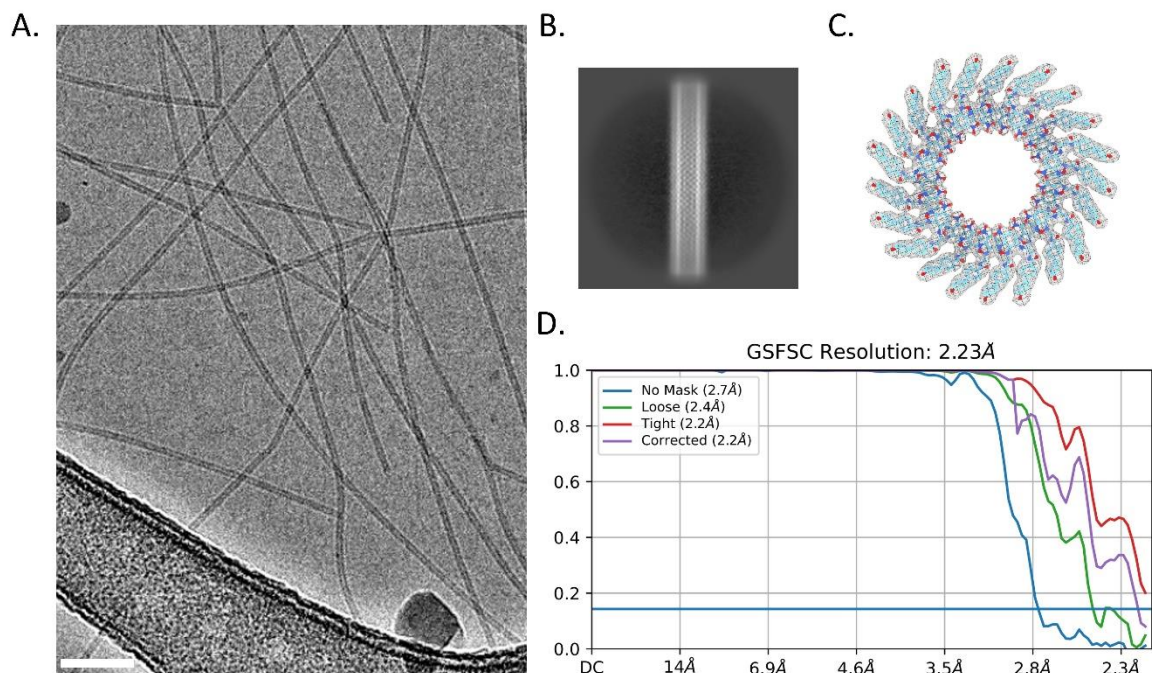 A.
B.
C.
D.
GSFSC Resolution: 2.23Å
1.0
0.8
0.6
0.4
0.2
0.0
No Mask (2.7Å)
Loose (2.4Å)
Tight (2.2Å)
Corrected (2.2Å)
DC 14Å 6.9Å 4.6Å 3.5Å 2.8Å 2.3Å